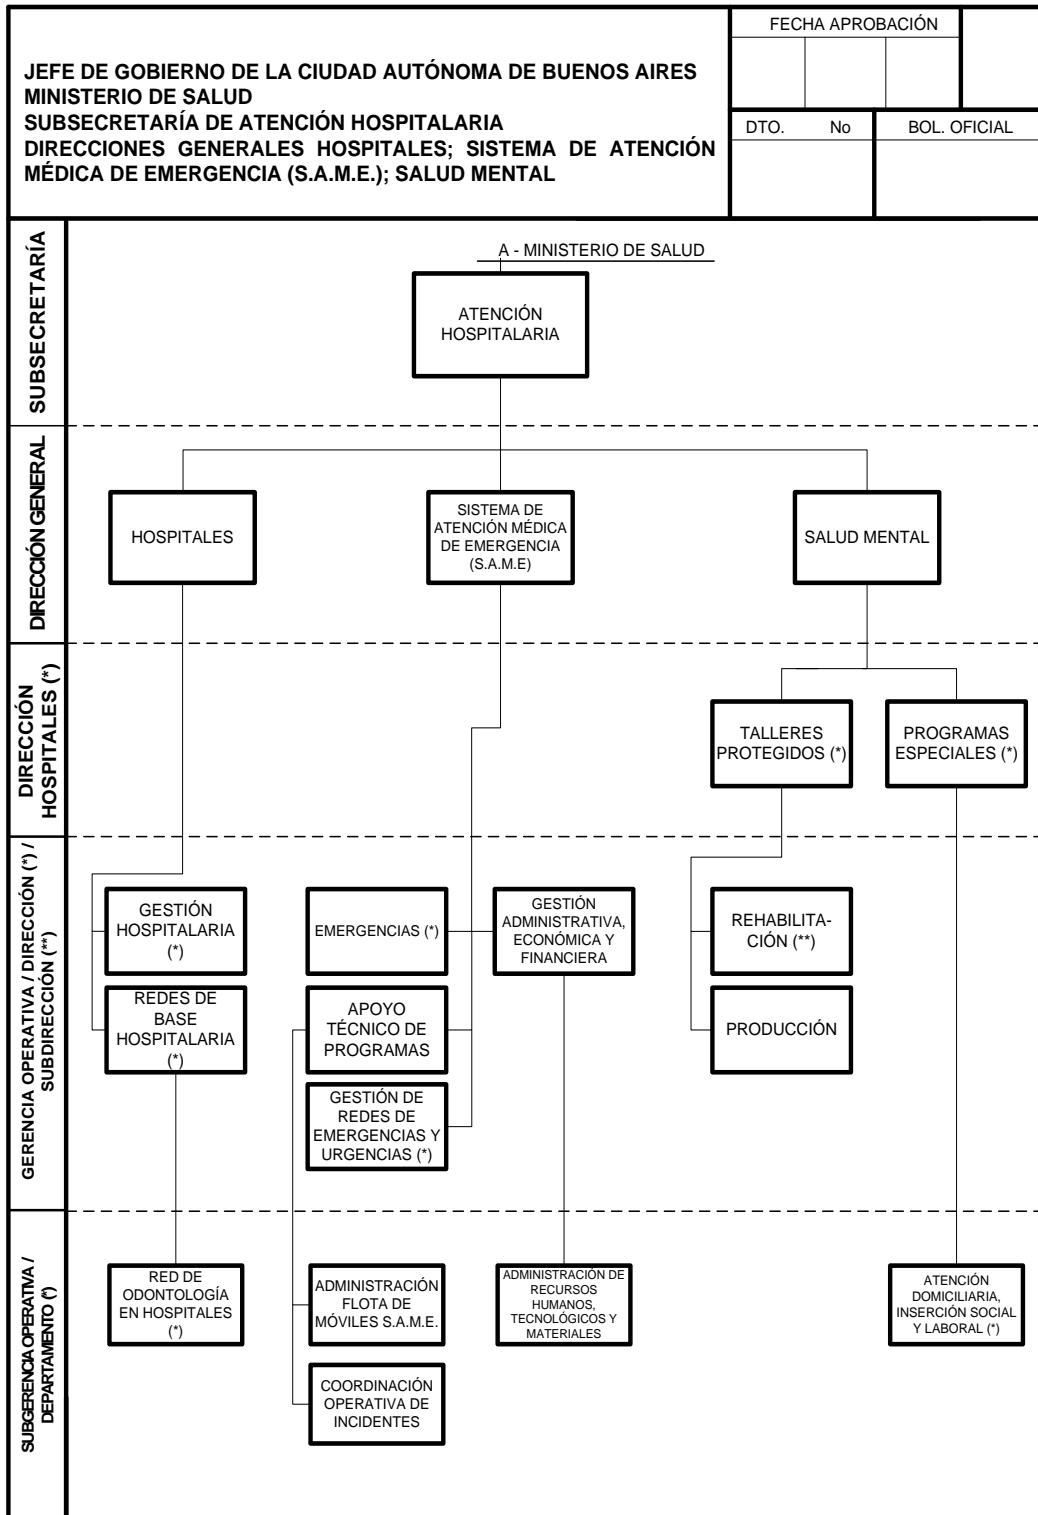 JEFE DE GOBIERNO DE LA CIUDAD AUTÓNOMA DE BUENOS AIRES
MINISTERIO DE SALUD
SUBSECRETARÍA DE ATENCIÓN HOSPITALARIA
DIRECCIONES GENERALES HOSPITALES; SISTEMA DE ATENCIÓN
MÉDICA DE EMERGENCIA (S.A.M.E.); SALUD MENTAL
FECHA APROBACIÓN
DTO. No
BOL. OFICIAL
SUBSECRETARÍA
A - MINISTERIO DE SALUD
ATENCIÓN
HOSPITALARIA
DIRECCIÓN GENERAL
HOSPITALES
SISTEMA DE
ATENCIÓN MÉDICA
DE EMERGENCIA
(S.A.M.E)
SALUD MENTAL
DIRECCIÓN
HOSPITALES (*)
TALLERES
PROTEGIDOS (*)
PROGRAMAS
ESPECIALES (*)
GERENCIA OPERATIVA / DIRECCIÓN (*) /
SUBDIRECCIÓN (**)
GESTIÓN
HOSPITALARIA
(*)
EMERGENCIAS (*)
GESTIÓN
ADMINISTRATIVA,
ECONÓMICA Y
FINANCIERA
REHABILITA-
CIÓN (**)
REDES DE
BASE
HOSPITALARIA
(*)
APOYO
TÉCNICO DE
PROGRAMAS
PRODUCCIÓN
GESTIÓN DE
REDES DE
EMERGENCIAS Y
URGENCIAS (*)
SUBGERENCIA OPERATIVA /
DEPARTAMENTO (*)
RED DE
ODONTOLOGÍA
EN HOSPITALES
(*)
ADMINISTRACIÓN
FLOTA DE
MÓVILES S.A.M.E.
ADMINISTRACIÓN DE
RECURSOS
HUMANOS,
TECNOLÓGICOS Y
MATERIALES
ATENCIÓN
DOMICILIARIA,
INSERCIÓN SOCIAL
Y LABORAL (*)
COORDINACIÓN
OPERATIVA DE
INCIDENTES